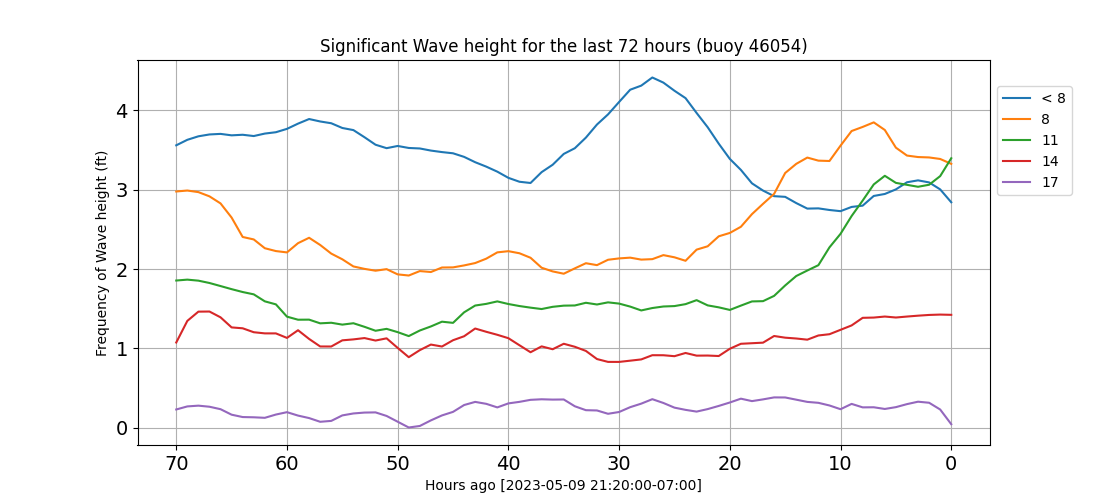 Significant Wave height for the last 72 hours (buoy 46054)
Frequency of Wave height (ft)
4
3
2
1
0
70 60 50 40 30 20 10 0
Hours ago [2023-05-09 21:20:00-07:00]
< 8
8
11
14
17